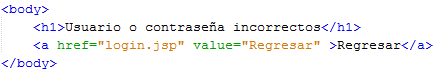 <body>
<h1>Usuario o contraseña incorrectos</h1>
<a href="login.jsp" value="Regresar" >Regresar</a>
</body>